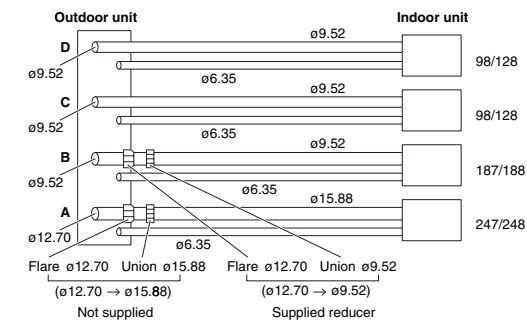 Outdoor unit Indoor unit
ø9.52
D
98/128
ø9.52
ø6.35
C
ø9.52
98/128
ø9.52
ø6.35
B
ø9.52
187/188
ø9.52
ø6.35
ø15.88
A
247/248
ø12.70
ø6.35
Flare ø12.70 Union ø15.88 Flare ø12.70 Union ø9.52
(ø12.70 → ø15.88) (ø12.70 → ø9.52)
Not supplied Supplied reducer